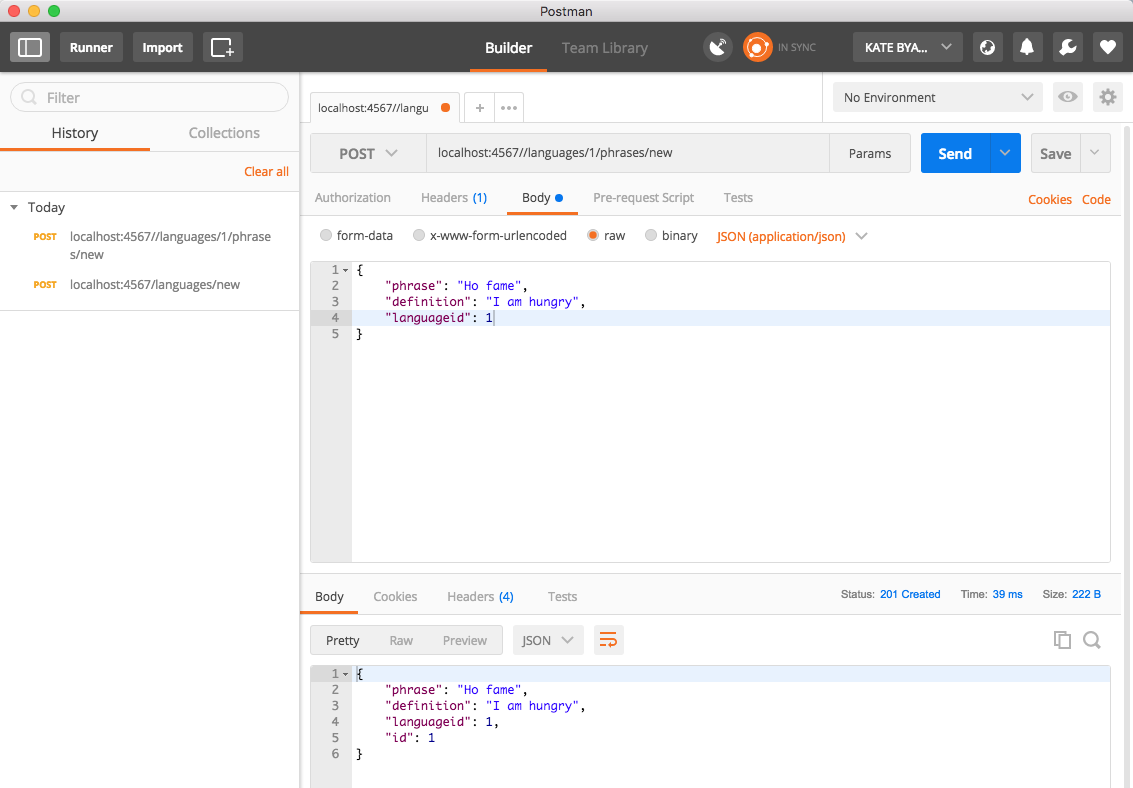 Postman
Runner Import Builder Team Library IN SYNC KATE BYA...
Filter
History Collections
Clear all
Today
POST localhost:4567//languages/1/phrase
s/new
POST localhost:4567/languages/new
localhost:4567//langu + ••• No Environment
POST localhost:4567//languages/1/phrases/new Params Send Save
Authorization Headers (1) Body Pre-request Script Tests Cookies Code
form-data x-www-form-urlencoded raw binary JSON (application/json)
1 {
2 "phrase": "Ho fame",
3 "definition": "I am hungry",
4 "languageid": 1
5 }
Body Cookies Headers (4) Tests Status: 201 Created Time: 39 ms Size: 222 B
Pretty Raw Preview JSON
1 {
2 "phrase": "Ho fame",
3 "definition": "I am hungry",
4 "languageid": 1,
5 "id": 1
6 }